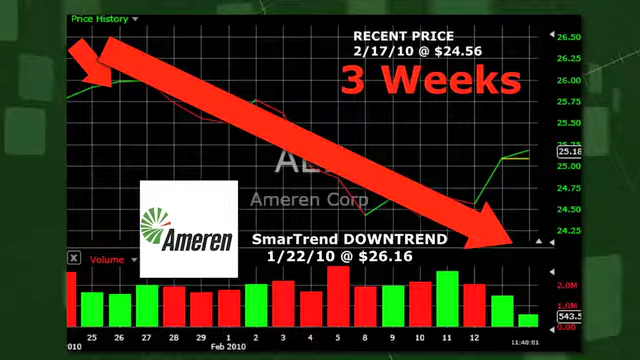 Price History
RECENT PRICE
2/17/10 @ $24.56
3 Weeks
26.50
26.25
26.00
25.75
25.50
25.18
25.00
24.75
24.50
24.25
Ameren Corp
Ameren
SmarTrend DOWNTREND
1/22/10 @ $26.16
X
Volume
2.0M
1.0M
543.5
0.00
2010
25 26 27 28 29 1 2 3 4 5 8 9 10 11 12
Feb 2010
11:40:01